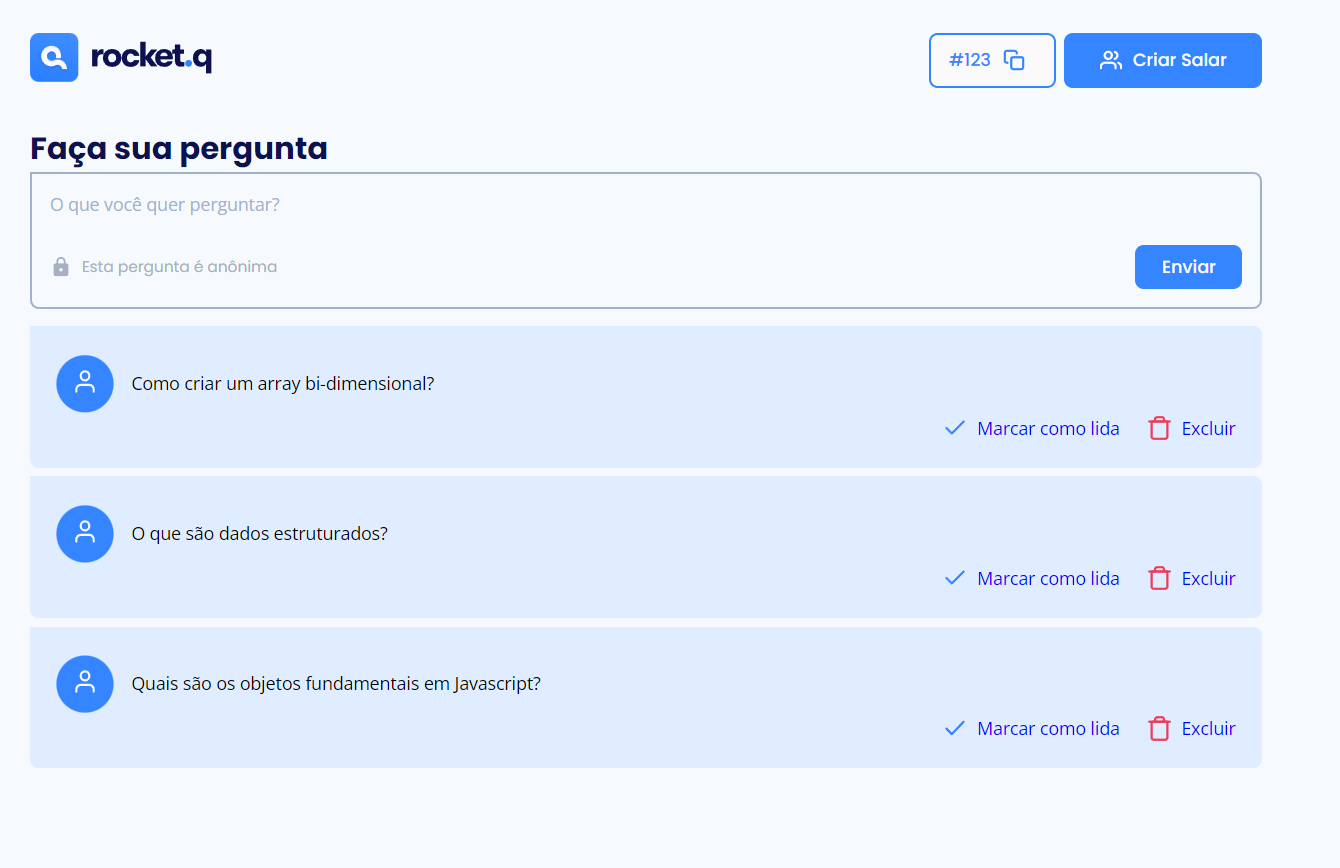 rocket.q
#123
Criar Salar
Faça sua pergunta
O que você quer perguntar?
Esta pergunta é anônima
Enviar
Como criar um array bi-dimensional?
Marcar como lida
Excluir
O que são dados estruturados?
Marcar como lida
Excluir
Quais são os objetos fundamentais em Javascript?
Marcar como lida
Excluir